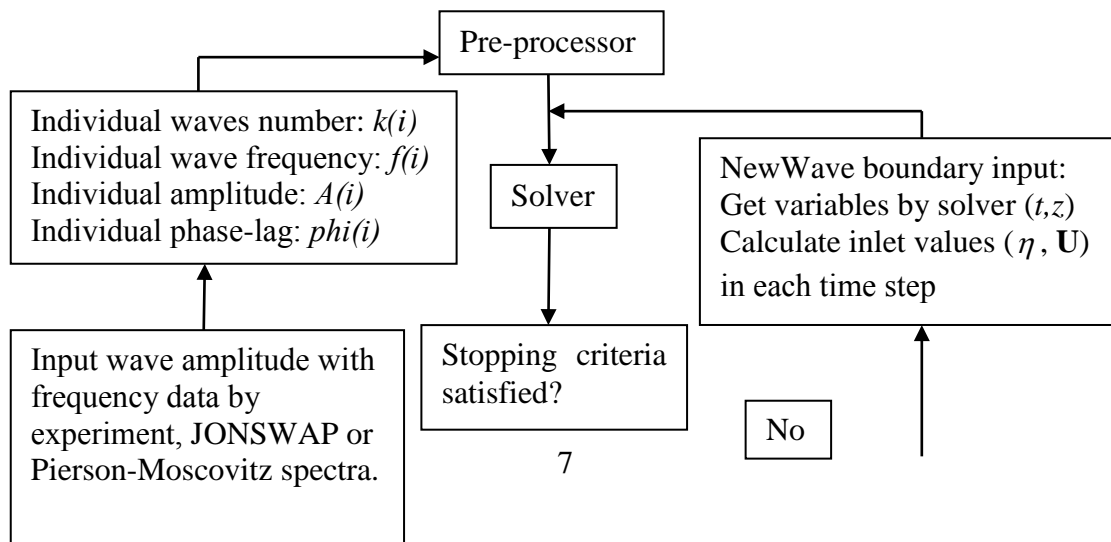 Pre-processor
Individual waves number: k(i)
Individual wave frequency: f(i)
Individual amplitude: A(i)
Individual phase-lag: phi(i)
Solver
NewWave boundary input:
Get variables by solver (t,z)
Calculate inlet values (η, U)
in each time step
Input wave amplitude with
frequency data by
experiment, JONSWAP or
Pierson-Moscovitz spectra.
Stopping criteria
satisfied?
No
7